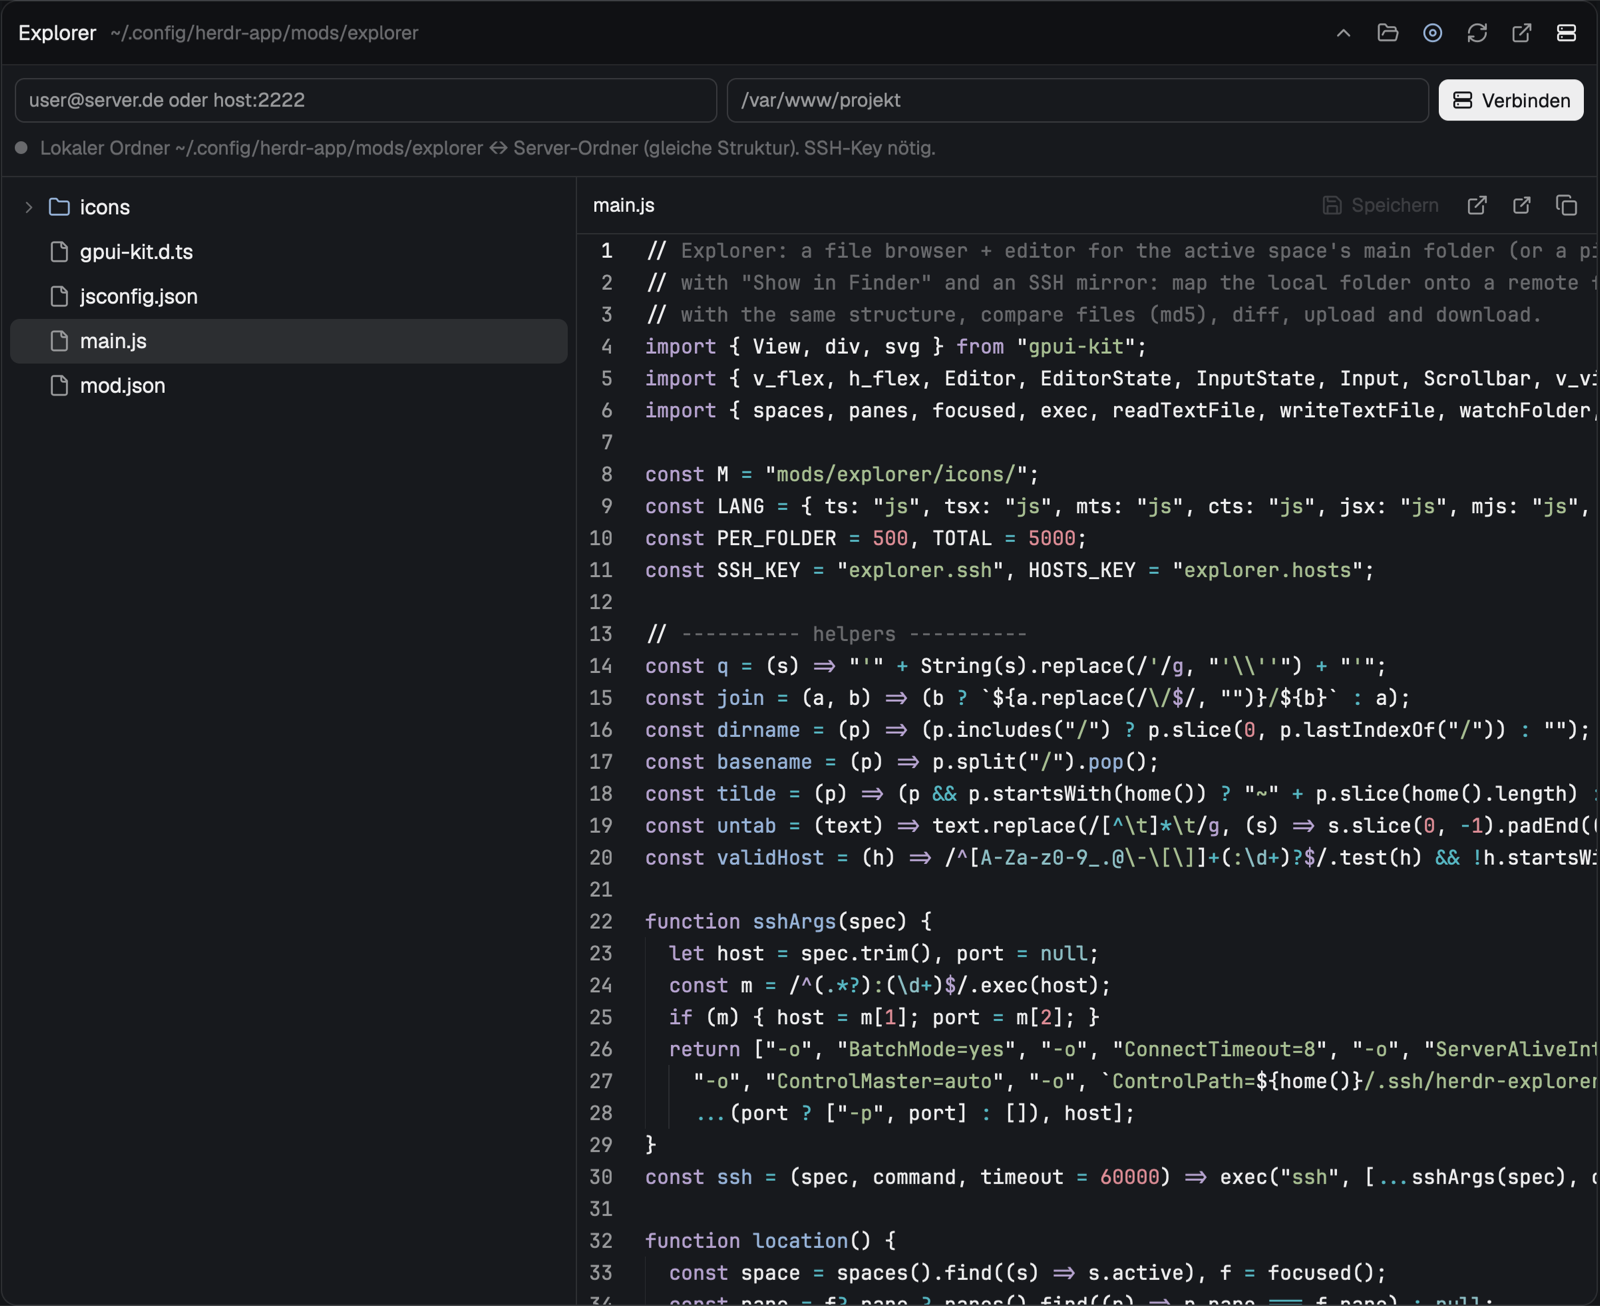 Explorer ~/.config/herdr-app/mods/explorer
user@server.de oder host:2222
/var/www/projekt
Verbinden
Lokaler Ordner ~/.config/herdr-app/mods/explorer ↔ Server-Ordner (gleiche Struktur). SSH-Key nötig.
icons
gpui-kit.d.ts
jsconfig.json
main.js
mod.json
main.js
Speichern
1 // Explorer: a file browser + editor for the active space's main folder (or a pi
2 // with "Show in Finder" and an SSH mirror: map the local folder onto a remote f
3 // with the same structure, compare files (md5), diff, upload and download.
4 import { View, div, svg } from "gpui-kit";
5 import { v_flex, h_flex, Editor, EditorState, InputState, Input, Scrollbar, v_vi
6 import { spaces, panes, focused, exec, readTextFile, writeTextFile, watchFolder,
7
8 const M = "mods/explorer/icons/";
9 const LANG = { ts: "js", tsx: "js", mts: "js", cts: "js", jsx: "js", mjs: "js",
10 const PER_FOLDER = 500, TOTAL = 5000;
11 const SSH_KEY = "explorer.ssh", HOSTS_KEY = "explorer.hosts";
12
13 // ---------- helpers ----------
14 const q = (s) => "'" + String(s).replace(/'/g, "'\\''") + "'";
15 const join = (a, b) => (b ? `${a.replace(/\/$/, "")}/${b}` : a);
16 const dirname = (p) => (p.includes("/") ? p.slice(0, p.lastIndexOf("/")) : "");
17 const basename = (p) => p.split("/").pop();
18 const tilde = (p) => (p && p.startsWith(home()) ? "~" + p.slice(home().length) :
19 const untab = (text) => text.replace(/[^\t]*\t/g, (s) => s.slice(0, -1).padEnd((
20 const validHost = (h) => /^[A-Za-z0-9_.@\-\[\]]+(:\d+)?$/.test(h) && !h.startsWi
21
22 function sshArgs(spec) {
23 let host = spec.trim(), port = null;
24 const m = /^(.*?):(\d+)$/.exec(host);
25 if (m) { host = m[1]; port = m[2]; }
26 return ["-o", "BatchMode=yes", "-o", "ConnectTimeout=8", "-o", "ServerAliveInt
27 "-o", "ControlMaster=auto", "-o", `ControlPath=${home()}/.ssh/herdr-explorer
28 ...(port ? ["-p", port] : []), host];
29 }
30 const ssh = (spec, command, timeout = 60000) => exec("ssh", [...sshArgs(spec), c
31
32 function location() {
33 const space = spaces().find((s) => s.active), f = focused();
34 const pane = f?.pane ? panes().find((p) => p.pane === f.pane) : null;